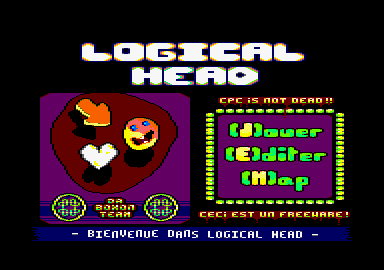 LOGICAL
HEAD
CPC iS NOT DEAD!!
(J)ouer
(E)diter
(M)ap
DA
BOXON
TEAM
CECi EST UN FREEWARE!
- BIENVENUE DANS LOGICAL HEAD -